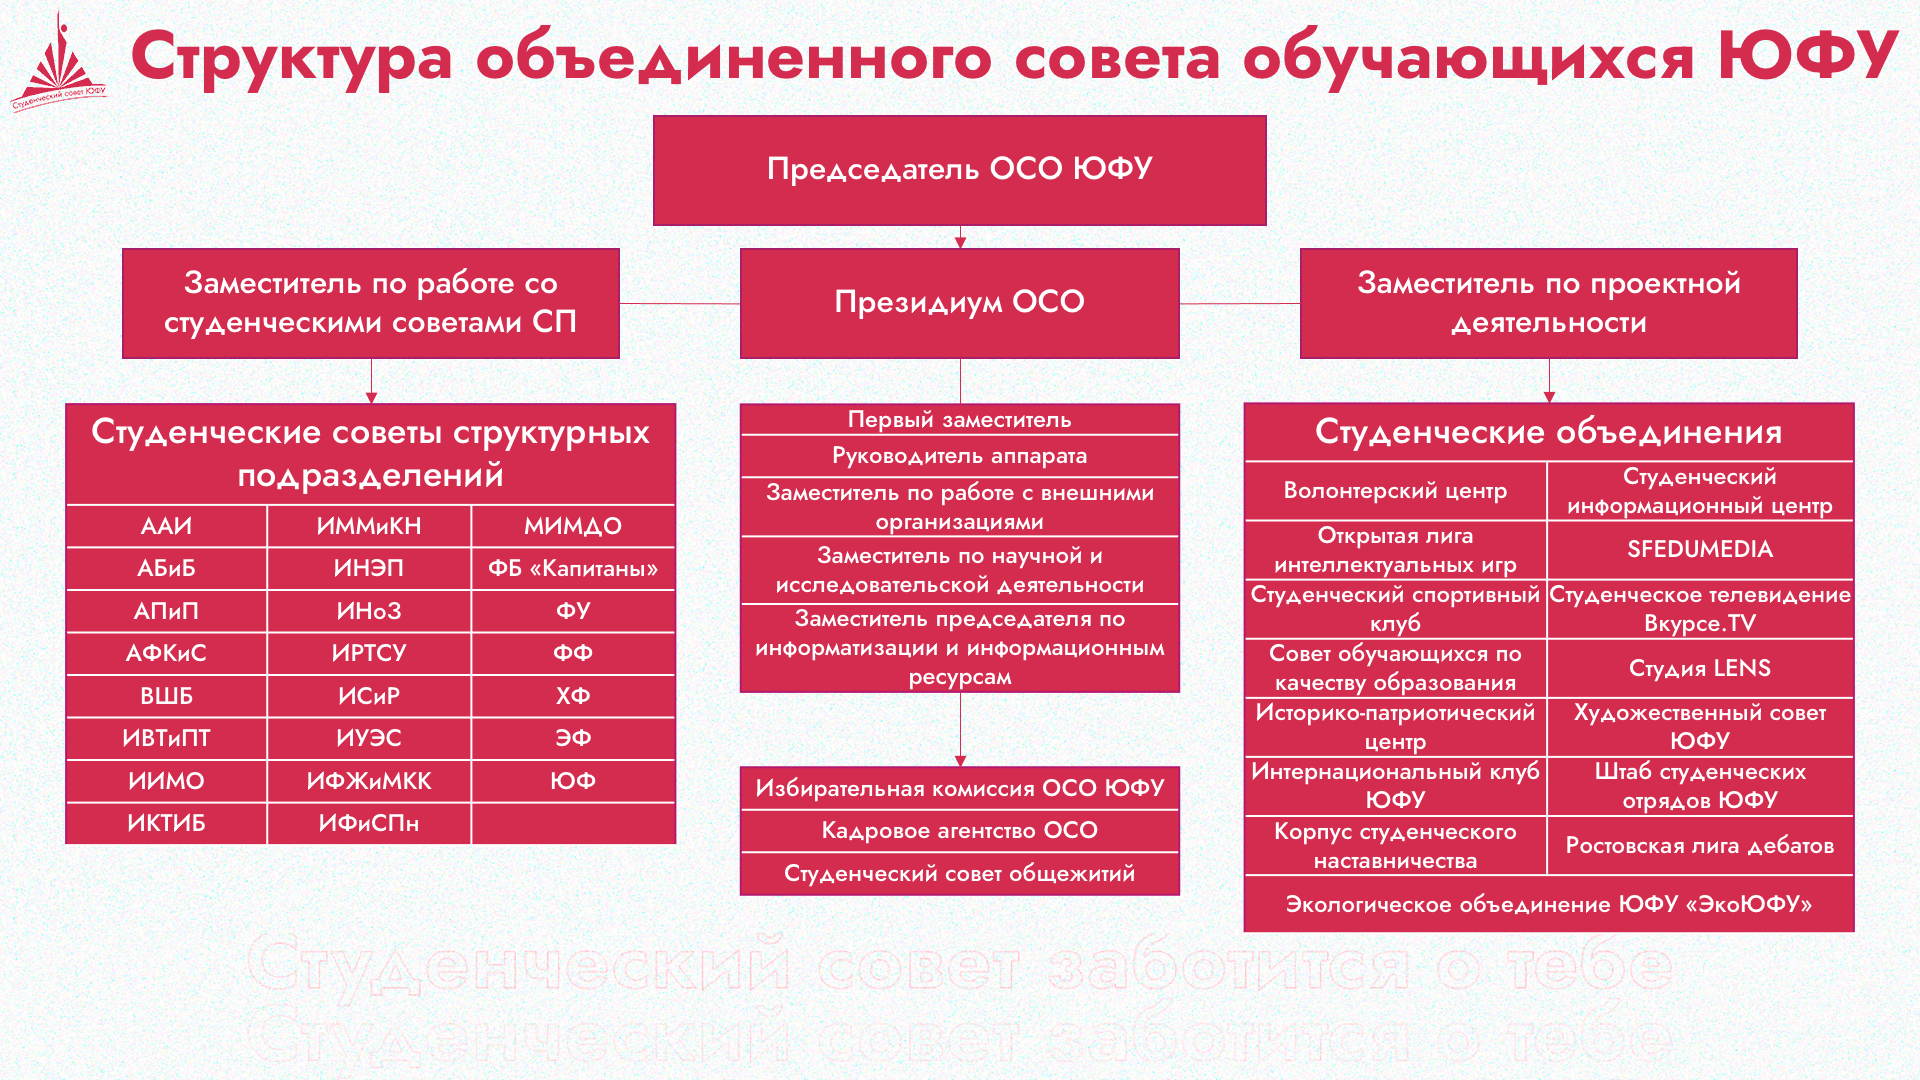 Студенческий совет ЮФУ
Структура объединенного совета обучающихся ЮФУ
Председатель ОСО ЮФУ
Заместитель по работе со
студенческими советами СП
Президиум ОСО
Заместитель по проектной
деятельности
Студенческие советы структурных
подразделений
ААИ
ИММиКН
МИМДО
АБиБ
ИНЭП
ФБ «Капитаны»
АПиП
ИНоЗ
ФУ
АФКиС
ИРТСУ
ФФ
ВШБ
ИСиР
ХФ
ИВТиПТ
ИУЭС
ЭФ
ИИМО
ИФЖиМКК
ЮФ
ИКТИБ
ИФиСПн
Первый заместитель
Руководитель аппарата
Заместитель по работе с внешними
организациями
Заместитель по научной и
исследовательской деятельности
Заместитель председателя по
информатизации и информационным
ресурсам
Избирательная комиссия ОСО ЮФУ
Кадровое агентство ОСО
Студенческий совет общежитий
Студенческие объединения
Волонтерский центр
Студенческий
информационный центр
Открытая лига
интеллектуальных игр
SFEDUMEDIA
Студенческий спортивный
клуб
Студенческое телевидение
Вкурсе.TV
Совет обучающихся по
качеству образования
Студия LENS
Историко-патриотический
центр
Художественный совет
ЮФУ
Интернациональный клуб
ЮФУ
Штаб студенческих
отрядов ЮФУ
Корпус студенческого
наставничества
Ростовская лига дебатов
Экологическое объединение ЮФУ «ЭкоЮФУ»
Студенческий совет заботится о тебе
Студенческий совет заботится о тебе